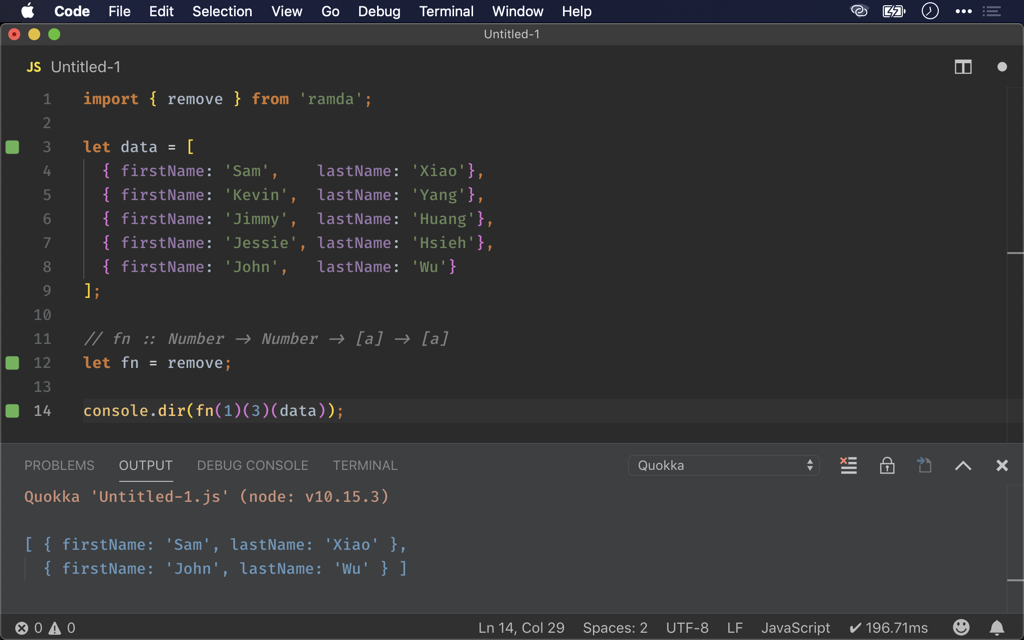 Code File Edit Selection View Go Debug Terminal Window Help
Untitled-1
JS Untitled-1
1 import { remove } from 'ramda';
2
3 let data = [
4 { firstName: 'Sam', lastName: 'Xiao'},
5 { firstName: 'Kevin', lastName: 'Yang'},
6 { firstName: 'Jimmy', lastName: 'Huang'},
7 { firstName: 'Jessie', lastName: 'Hsieh'},
8 { firstName: 'John', lastName: 'Wu'}
9 ];
10
11 // fn :: Number → Number → [a] → [a]
12 let fn = remove;
13
14 console.dir(fn(1)(3)(data));
PROBLEMS OUTPUT DEBUG CONSOLE TERMINAL Quokka
Quokka 'Untitled-1.js' (node: v10.15.3)
[ { firstName: 'Sam', lastName: 'Xiao' },
{ firstName: 'John', lastName: 'Wu' } ]
0 0 Ln 14, Col 29 Spaces: 2 UTF-8 LF JavaScript ✔ 196.71ms